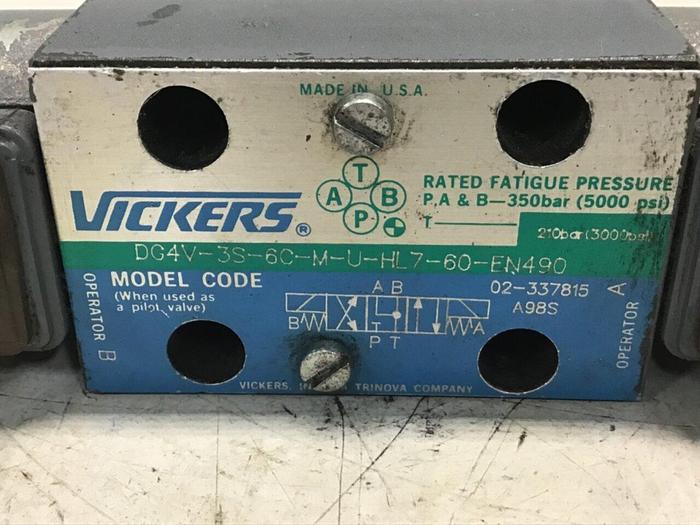 MADE IN U.S.A.
T
A B
P
VICKERS®
RATED FATIGUE PRESSURE
P, A & B—350bar (5000 psi)
T
210bar (3000psi)
DG4V-3S-6C-M-U-HL7-60-EN490
MODEL CODE
(When used as
a pilot valve)
02-337815
A98S
OPERATOR B
OPERATOR A
A B
B T A
P T
VICKERS, TRINOVA COMPANY